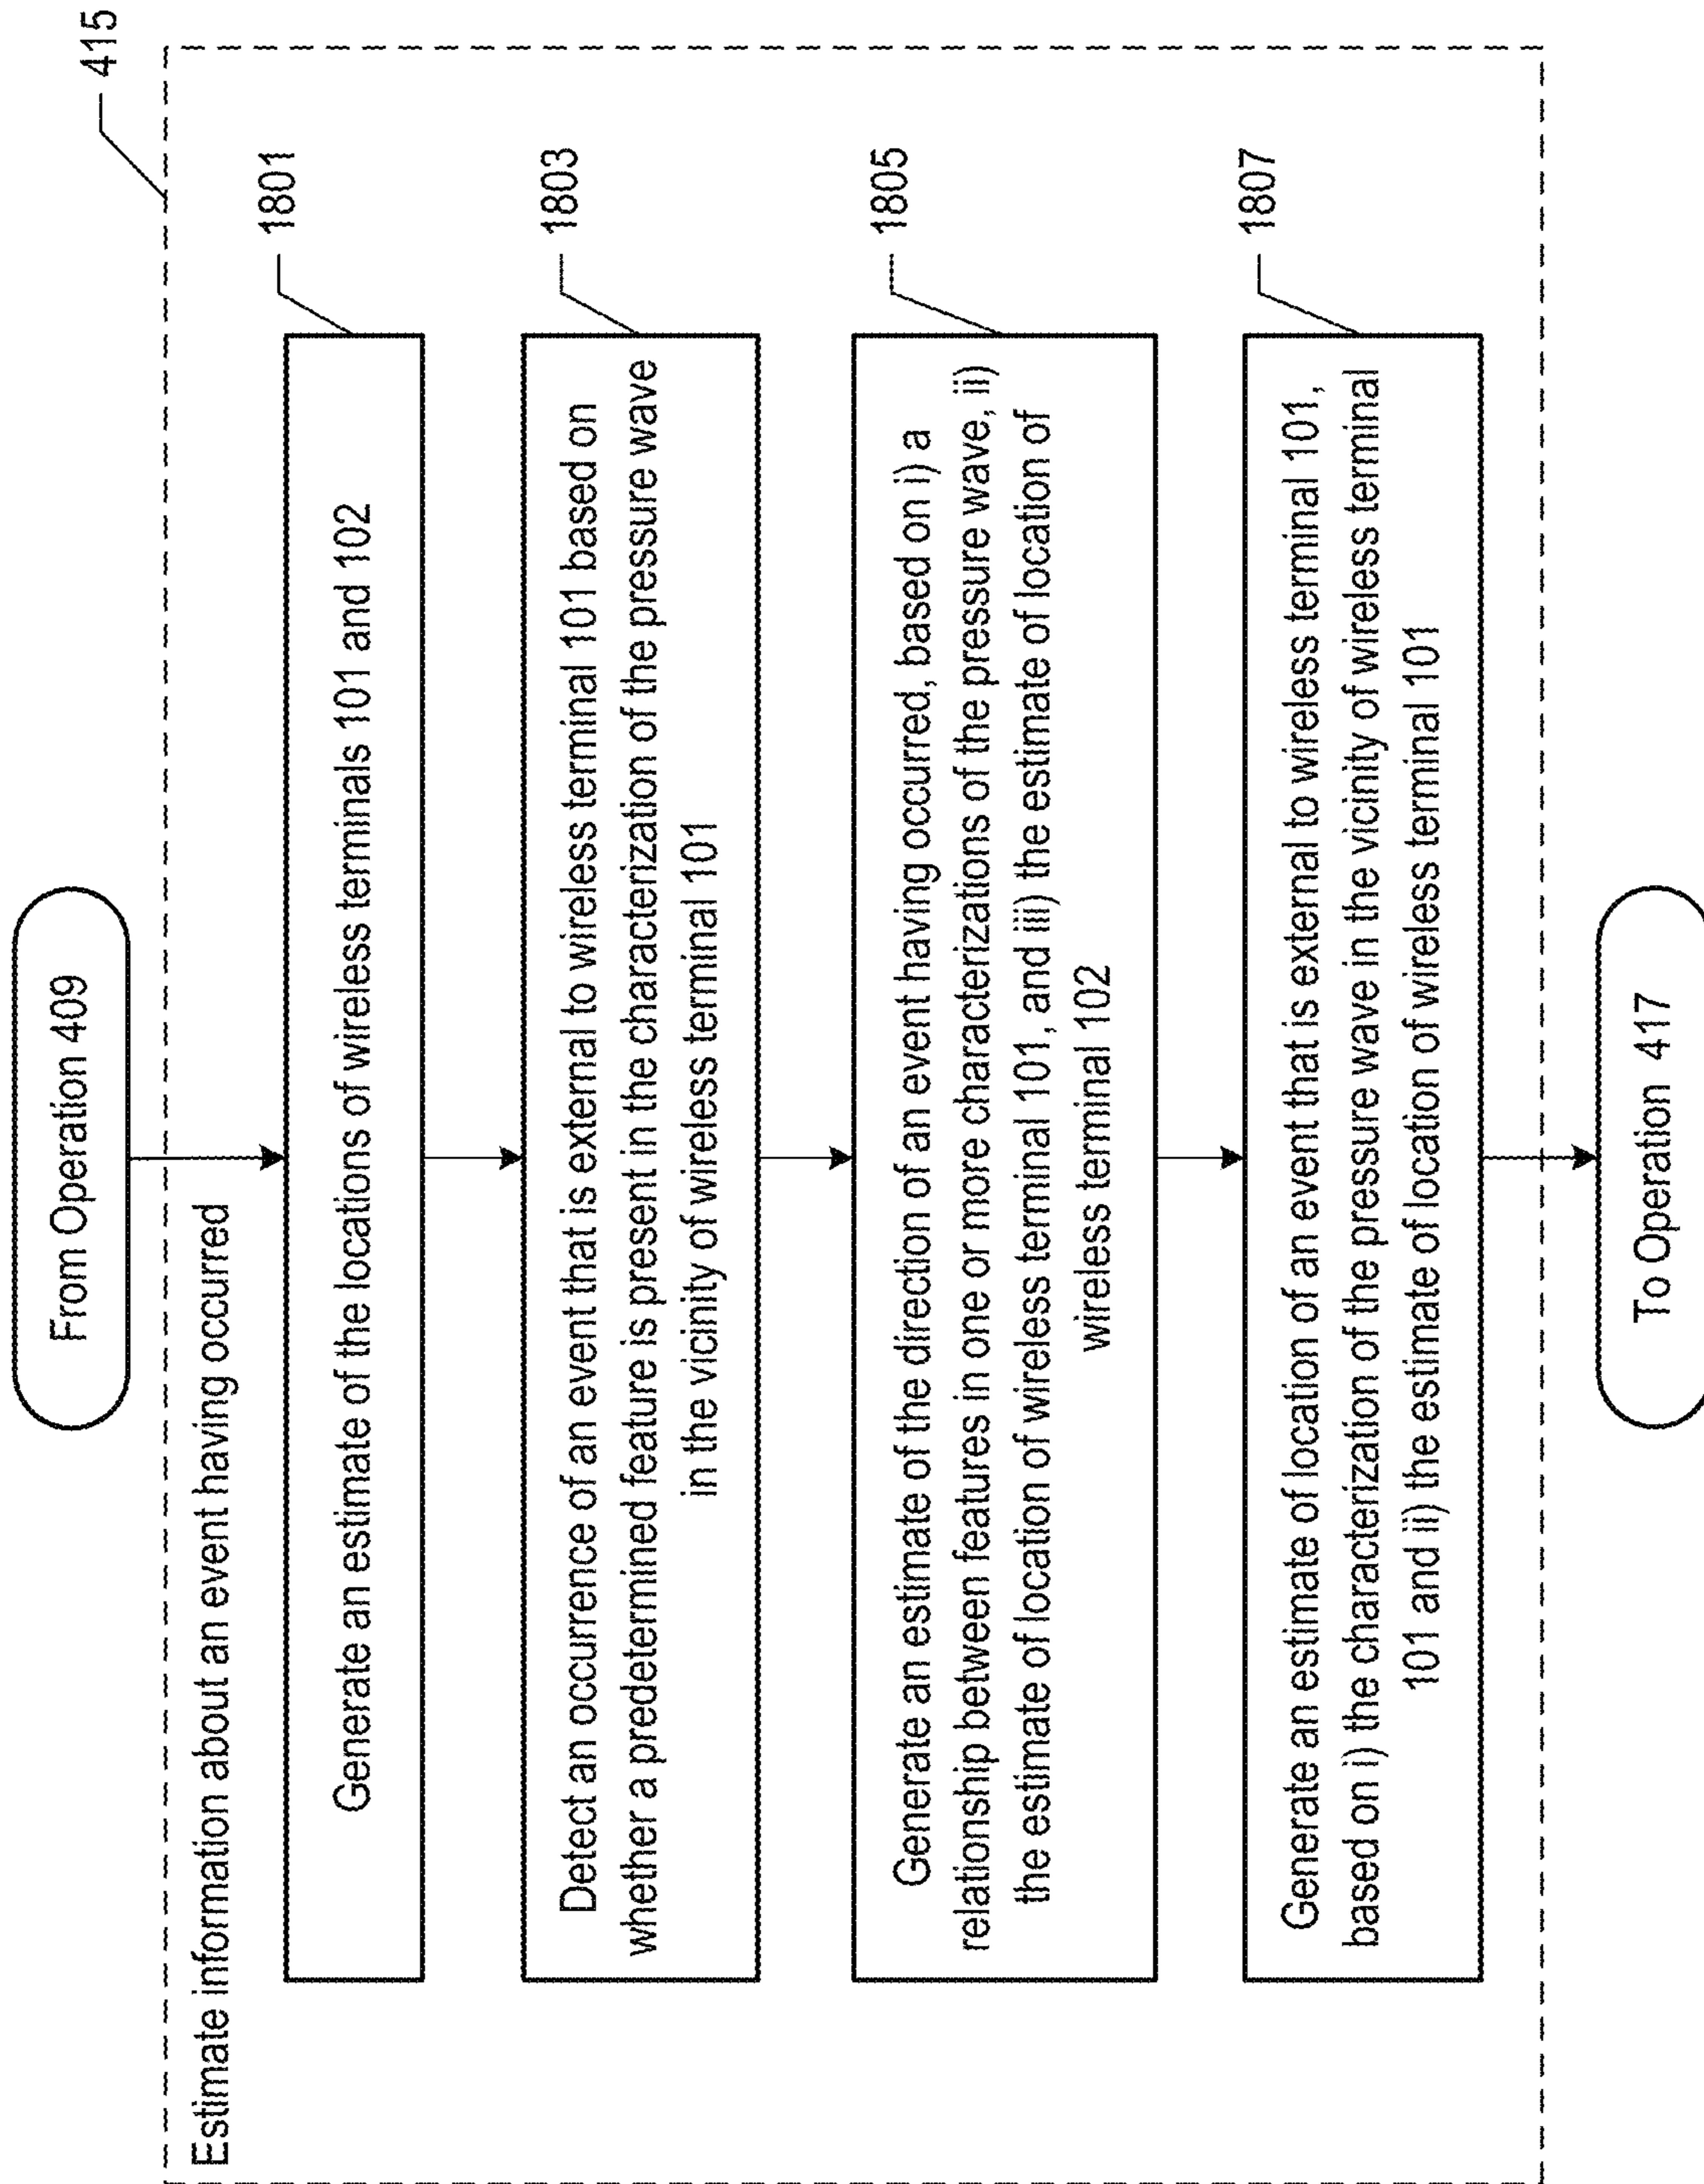 From Operation 409
415
Estimate information about an event having occurred
1801
Generate an estimate of the locations of wireless terminals 101 and 102
1803
Detect an occurrence of an event that is external to wireless terminal 101 based on
whether a predetermined feature is present in the characterization of the pressure wave
in the vicinity of wireless terminal 101
1805
Generate an estimate of the direction of an event having occurred, based on i) a
relationship between features in one or more characterizations of the pressure wave, ii)
the estimate of location of wireless terminal 101, and iii) the estimate of location of
wireless terminal 102
1807
Generate an estimate of location of an event that is external to wireless terminal 101,
based on i) the characterization of the pressure wave in the vicinity of wireless terminal
101 and ii) the estimate of location of wireless terminal 101
To Operation 417